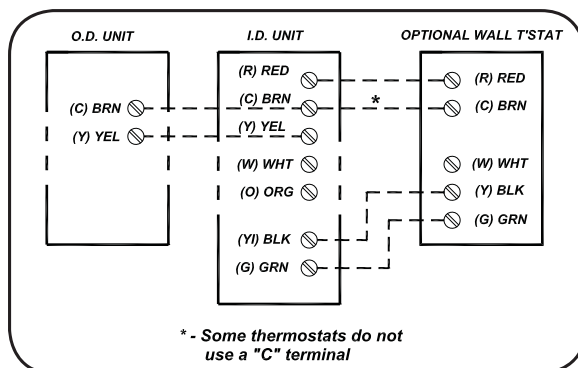 O.D. UNIT
I.D. UNIT
OPTIONAL WALL T'STAT
(C) BRN
(Y) YEL
(R) RED
(C) BRN
(Y) YEL
(W) WHT
(O) ORG
(YI) BLK
(G) GRN
*
(R) RED
(C) BRN
(W) WHT
(Y) BLK
(G) GRN
* - Some thermostats do not
use a "C" terminal